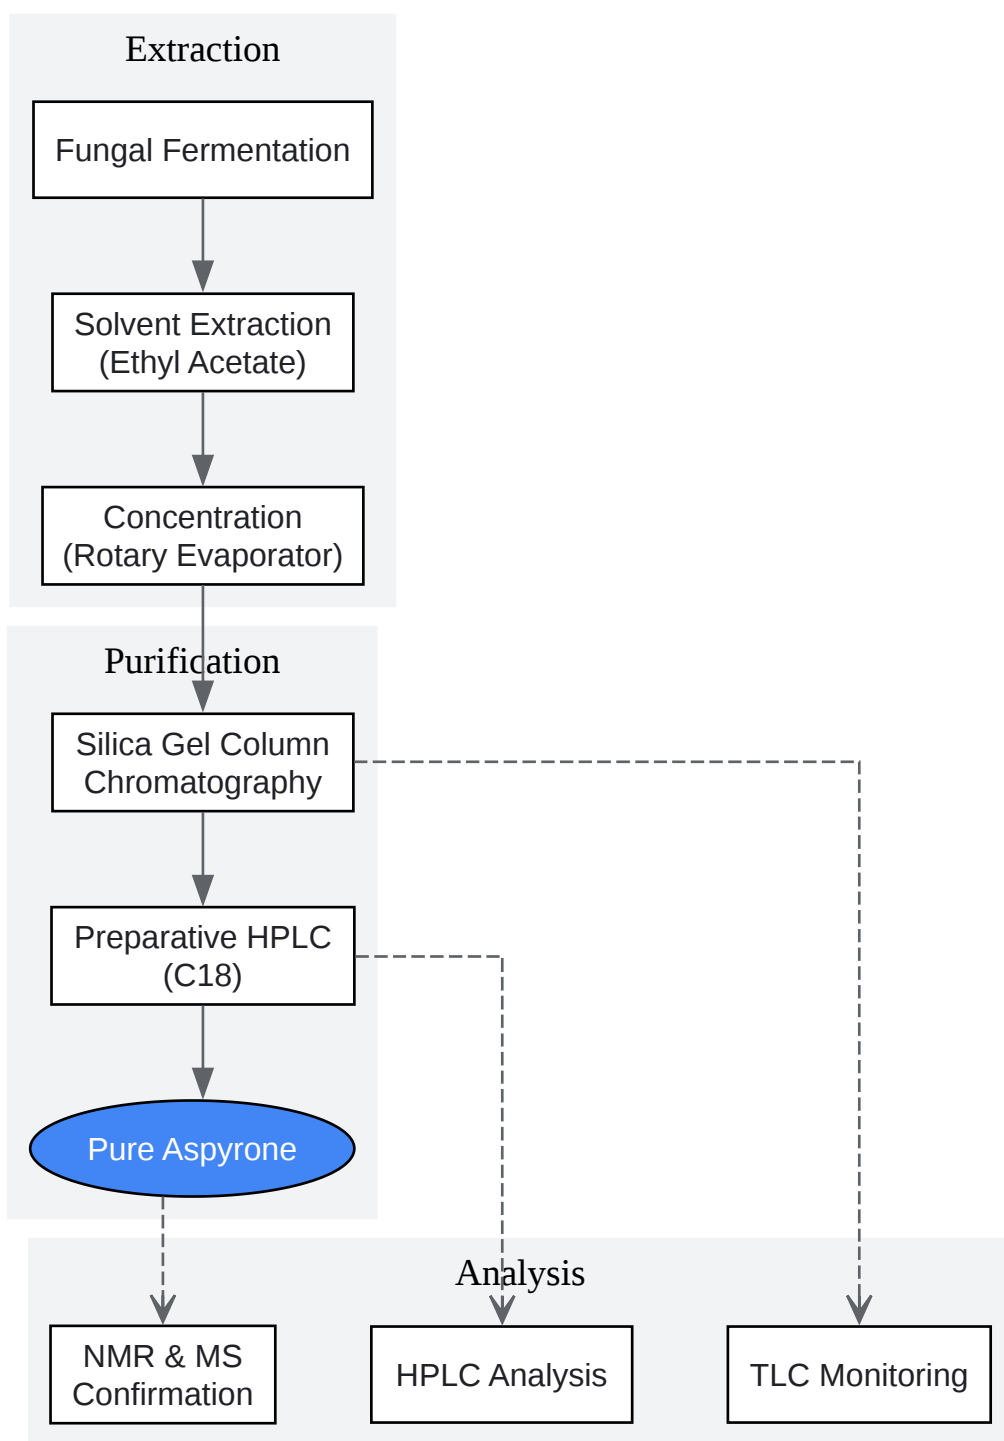 Extraction
Fungal Fermentation
Solvent Extraction
(Ethyl Acetate)
Concentration
(Rotary Evaporator)
Purification
Silica Gel Column
Chromatography
Preparative HPLC
(C18)
Pure Aspyrone
Analysis
NMR & MS
Confirmation
HPLC Analysis
TLC Monitoring